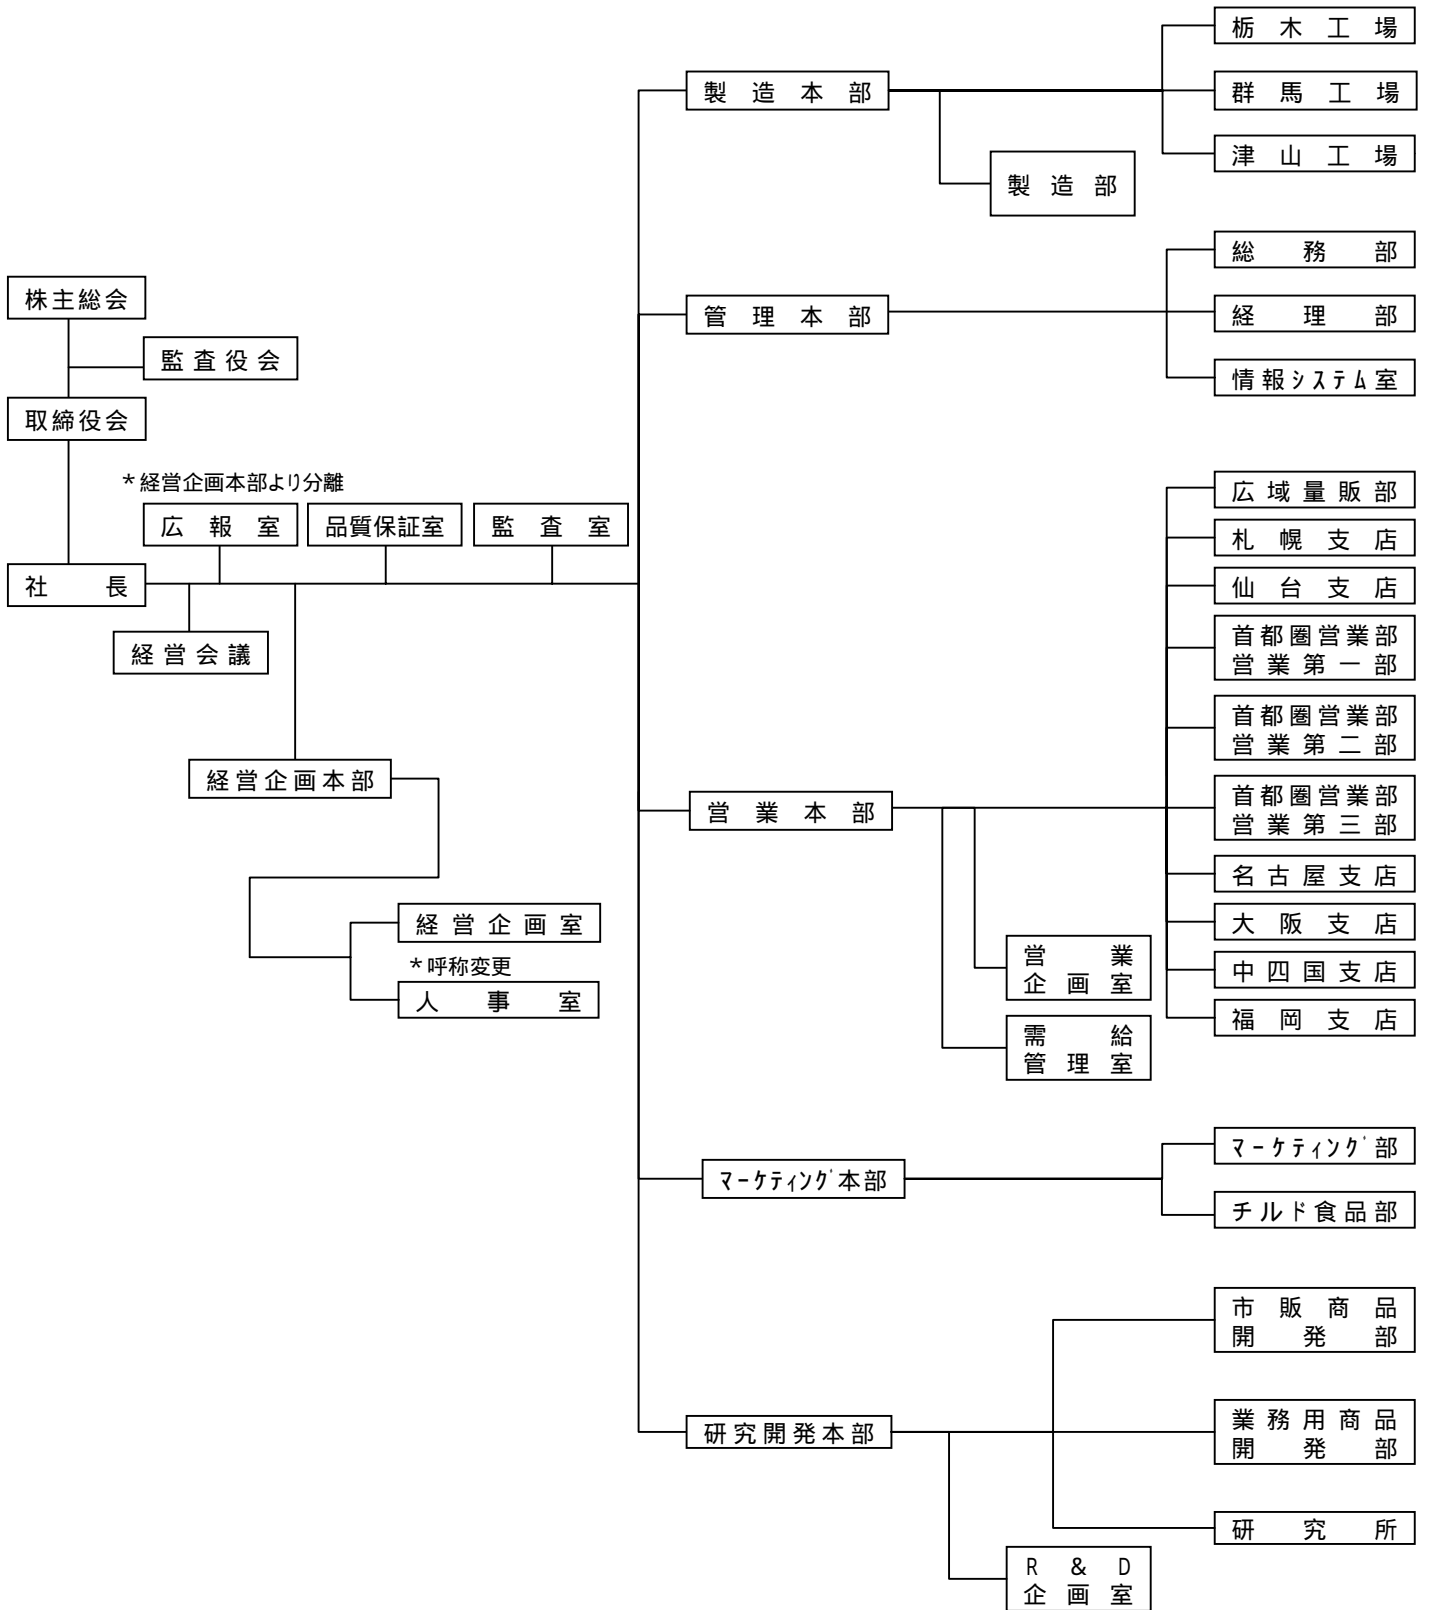 栃木工場
製造本部
群馬工場
津山工場
製造部
総務部
株主総会
管理本部
経理部
監査役会
情報ｼｽﾃﾑ室
取締役会
*経営企画本部より分離
広域量販部
広報室
品質保証室
監査室
札幌支店
社長
仙台支店
経営会議
首都圏営業部
営業第一部
首都圏営業部
営業第二部
経営企画本部
営業本部
首都圏営業部
営業第三部
名古屋支店
経営企画室
大阪支店
営業
企画室
*呼称変更
中四国支店
人事室
福岡支店
需給
管理室
ﾏｰｹﾃｨﾝｸﾞ部
ﾏｰｹﾃｨﾝｸﾞ本部
チルド食品部
市販商品
開発部
研究開発本部
業務用商品
開発部
研究所
R&D
企画室